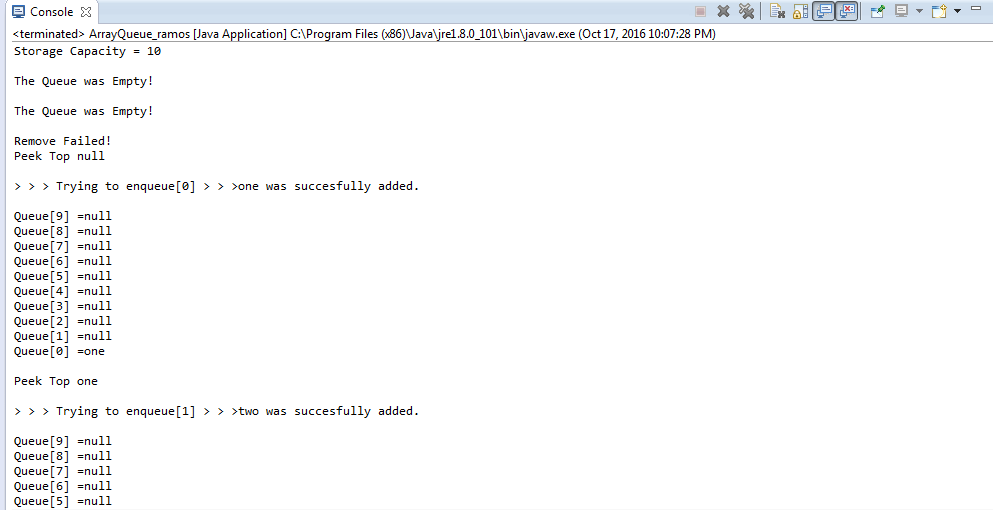 Console
<terminated> ArrayQueue_ramos [Java Application] C:\Program Files (x86)\Java\jre1.8.0_101\bin\javaw.exe (Oct 17, 2016 10:07:28 PM)
Storage Capacity = 10
The Queue was Empty!
The Queue was Empty!
Remove Failed!
Peek Top null
> > > Trying to enqueue[0] > > >one was succesfully added.
Queue[9] =null
Queue[8] =null
Queue[7] =null
Queue[6] =null
Queue[5] =null
Queue[4] =null
Queue[3] =null
Queue[2] =null
Queue[1] =null
Queue[0] =one
Peek Top one
> > > Trying to enqueue[1] > > >two was succesfully added.
Queue[9] =null
Queue[8] =null
Queue[7] =null
Queue[6] =null
Queue[5] =null